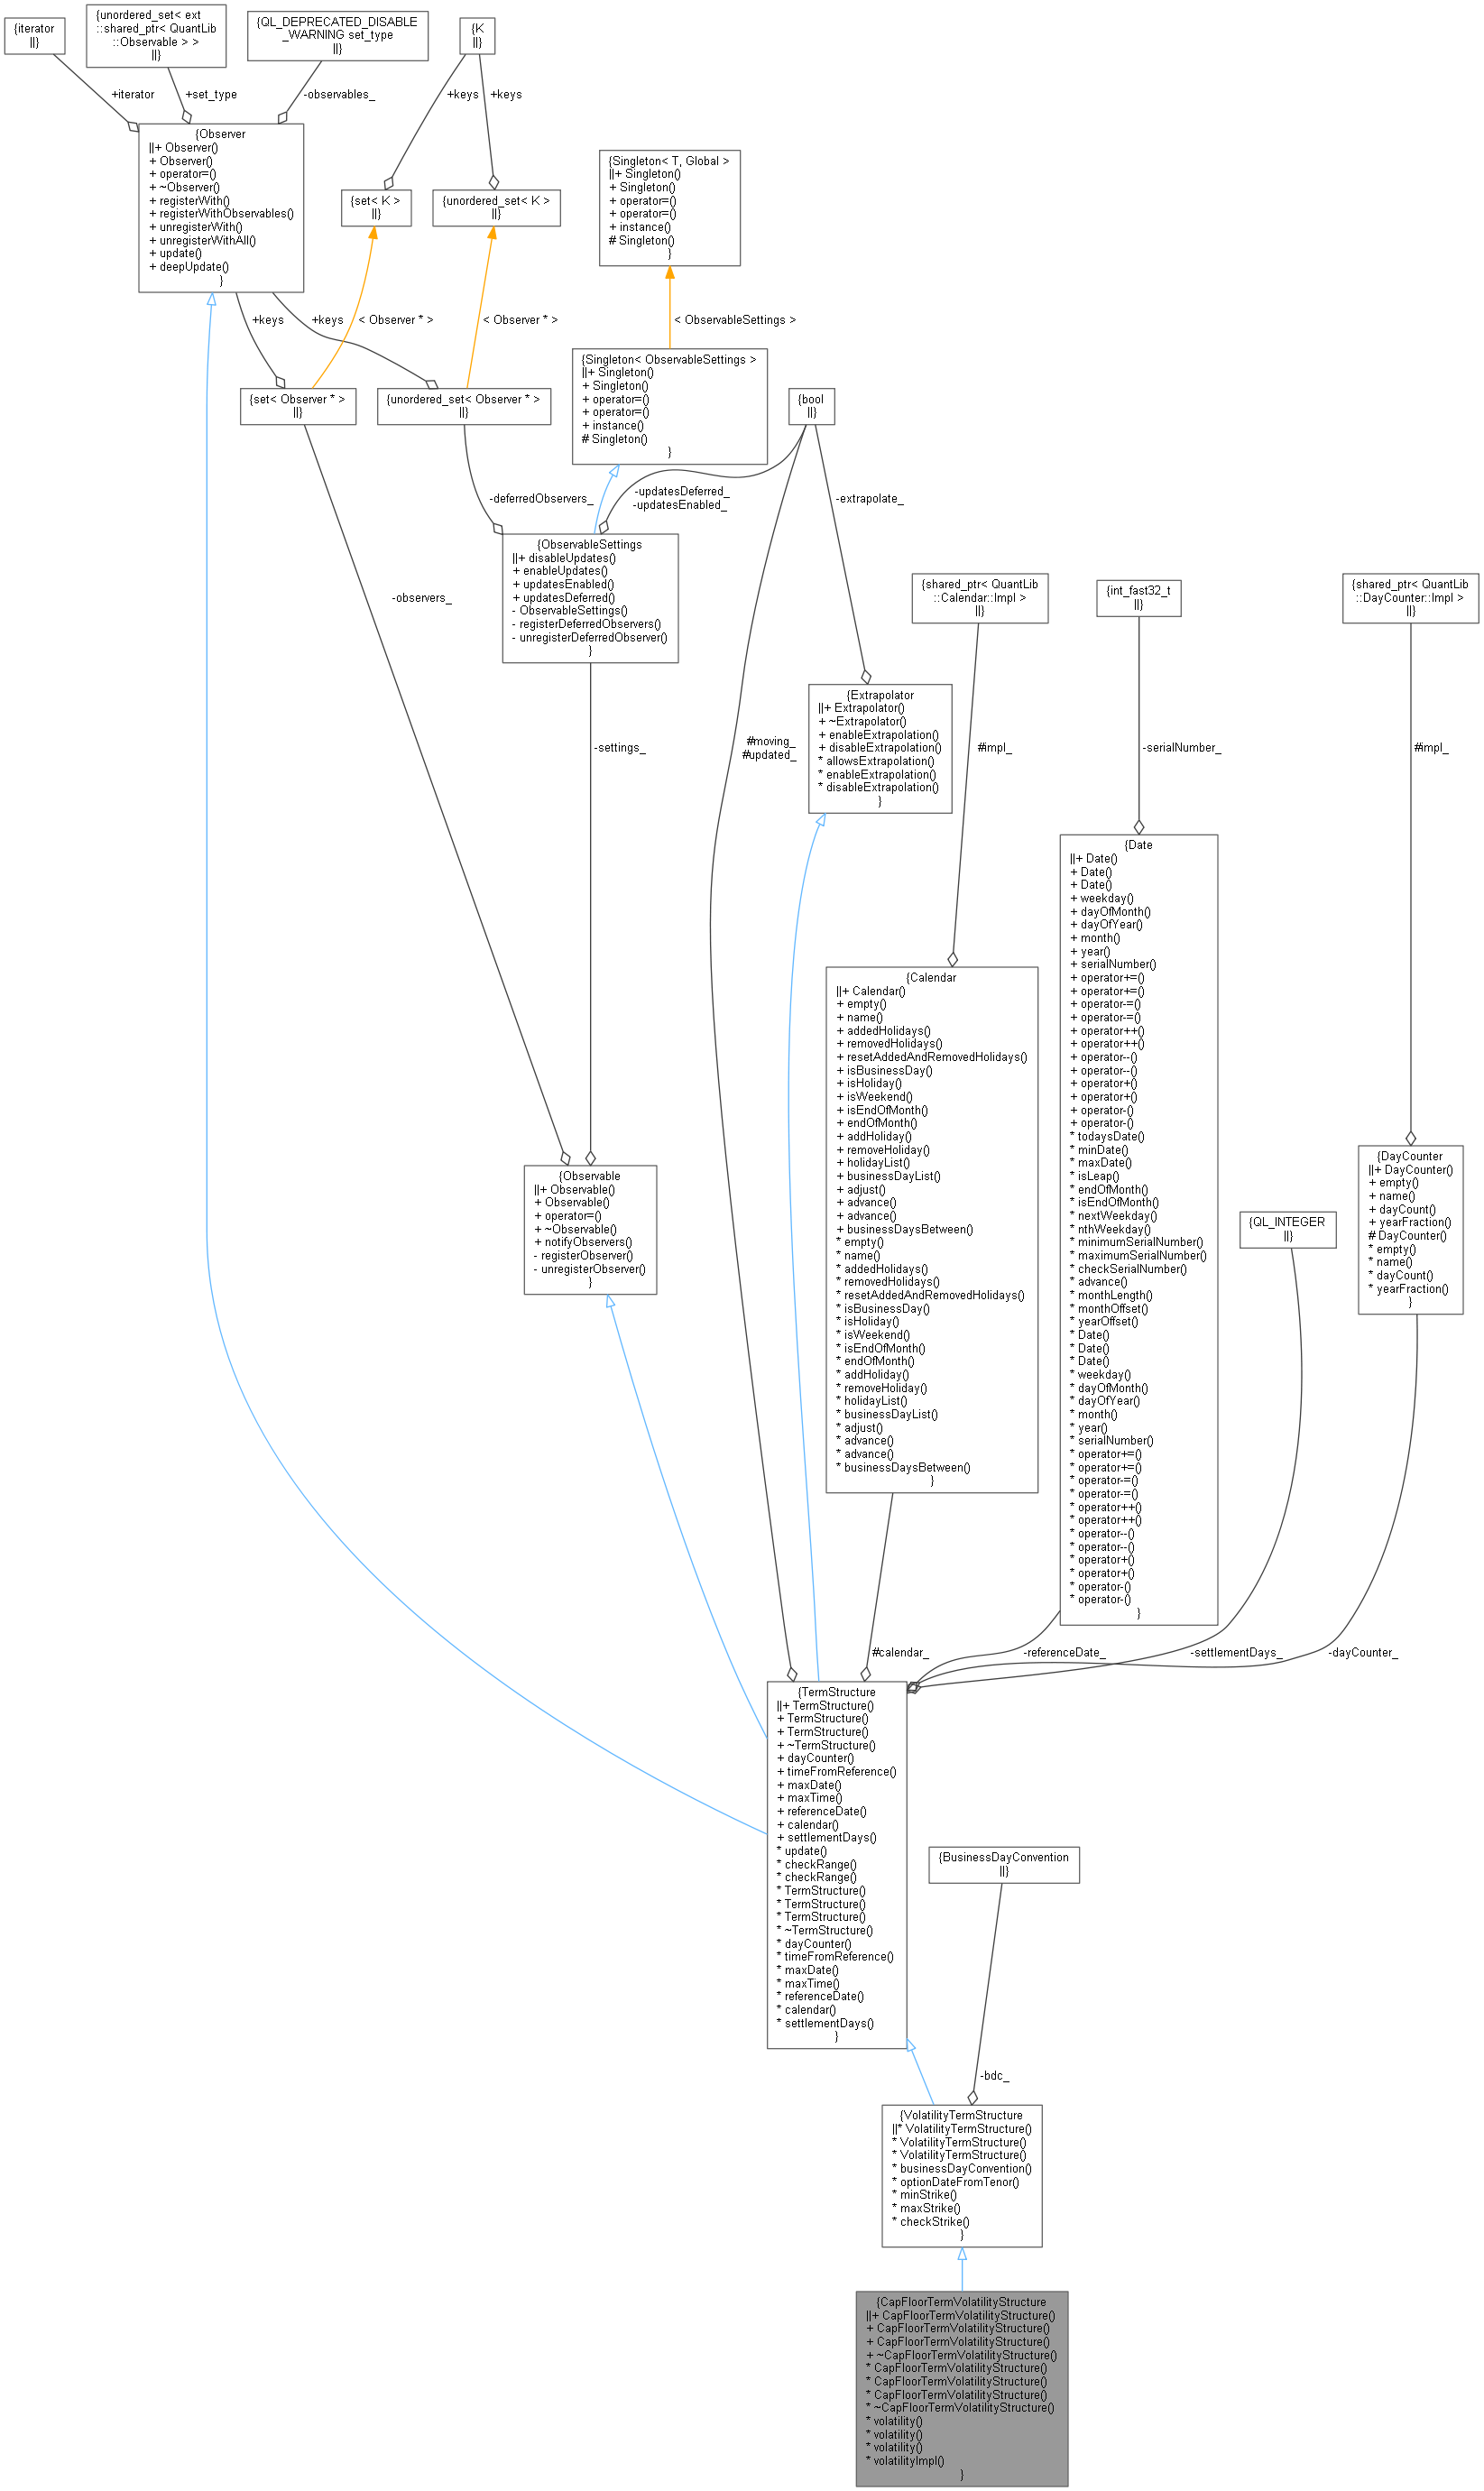 {iterator
||}
{unordered_set< ext
::shared_ptr< QuantLib
::Observable > >
||}
{QL_DEPRECATED_DISABLE
_WARNING set_type
||}
{K
||}
+iterator
+set_type
-observables_
+keys
+keys
{Observer
||+ Observer()
+ Observer()
+ operator=()
+ ~Observer()
+ registerWith()
+ registerWithObservables()
+ unregisterWith()
+ unregisterWithAll()
+ update()
+ deepUpdate()
}
{set< K >
||}
{unordered_set< K >
||}
{Singleton< T, Global >
||+ Singleton()
+ Singleton()
+ operator=()
+ operator=()
+ instance()
# Singleton()
}
+keys
+keys
< Observer * >
< Observer * >
< ObservableSettings >
{set< Observer * >
||}
{unordered_set< Observer * >
||}
{Singleton< ObservableSettings >
||+ Singleton()
+ Singleton()
+ operator=()
+ operator=()
+ instance()
# Singleton()
}
{bool
||}
-deferredObservers_
-updatesDeferred_
-updatesEnabled_
-extrapolate_
-observers_
{ObservableSettings
||+ disableUpdates()
+ enableUpdates()
+ updatesEnabled()
+ updatesDeferred()
- ObservableSettings()
- registerDeferredObservers()
- unregisterDeferredObserver()
}
{shared_ptr< QuantLib
::Calendar::Impl >
||}
{int_fast32_t
||}
{shared_ptr< QuantLib
::DayCounter::Impl >
||}
-settings_
#moving_
#updated_
{Extrapolator
||+ Extrapolator()
+ ~Extrapolator()
+ enableExtrapolation()
+ disableExtrapolation()
* allowsExtrapolation()
* enableExtrapolation()
* disableExtrapolation()
}
#impl_
-serialNumber_
#impl_
{Date
||+ Date()
+ Date()
+ Date()
+ weekday()
+ dayOfMonth()
+ dayOfYear()
+ month()
+ year()
+ serialNumber()
+ operator+=()
+ operator+=()
+ operator-=()
+ operator-=()
+ operator++()
+ operator++()
+ operator--()
+ operator--()
+ operator+()
+ operator+()
+ operator-()
+ operator-()
* todaysDate()
* minDate()
* maxDate()
* isLeap()
* endOfMonth()
* isEndOfMonth()
* nextWeekday()
* nthWeekday()
* minimumSerialNumber()
* maximumSerialNumber()
* checkSerialNumber()
* advance()
* monthLength()
* monthOffset()
* yearOffset()
* Date()
* Date()
* Date()
* weekday()
* dayOfMonth()
* dayOfYear()
* month()
* year()
* serialNumber()
* operator+=()
* operator+=()
* operator-=()
* operator-=()
* operator++()
* operator++()
* operator--()
* operator--()
* operator+()
* operator+()
* operator-()
* operator-()
}
{Calendar
||+ Calendar()
+ empty()
+ name()
+ addedHolidays()
+ removedHolidays()
+ resetAddedAndRemovedHolidays()
+ isBusinessDay()
+ isHoliday()
+ isWeekend()
+ isEndOfMonth()
+ endOfMonth()
+ addHoliday()
+ removeHoliday()
+ holidayList()
+ businessDayList()
+ adjust()
+ advance()
+ advance()
+ businessDaysBetween()
* empty()
* name()
* addedHolidays()
* removedHolidays()
* resetAddedAndRemovedHolidays()
* isBusinessDay()
* isHoliday()
* isWeekend()
* isEndOfMonth()
* endOfMonth()
* addHoliday()
* removeHoliday()
* holidayList()
* businessDayList()
* adjust()
* advance()
* advance()
* businessDaysBetween()
}
{Observable
||+ Observable()
+ Observable()
+ operator=()
+ ~Observable()
+ notifyObservers()
- registerObserver()
- unregisterObserver()
}
{QL_INTEGER
||}
{DayCounter
||+ DayCounter()
+ empty()
+ name()
+ dayCount()
+ yearFraction()
# DayCounter()
* empty()
* name()
* dayCount()
* yearFraction()
}
#calendar_
-referenceDate_
-settlementDays_
-dayCounter_
{TermStructure
||+ TermStructure()
+ TermStructure()
+ TermStructure()
+ ~TermStructure()
+ dayCounter()
+ timeFromReference()
+ maxDate()
+ maxTime()
+ referenceDate()
+ calendar()
+ settlementDays()
* update()
* checkRange()
* checkRange()
* TermStructure()
* TermStructure()
* TermStructure()
* ~TermStructure()
* dayCounter()
* timeFromReference()
* maxDate()
* maxTime()
* referenceDate()
* calendar()
* settlementDays()
}
{BusinessDayConvention
||}
-bdc_
{VolatilityTermStructure
||* VolatilityTermStructure()
* VolatilityTermStructure()
* VolatilityTermStructure()
* businessDayConvention()
* optionDateFromTenor()
* minStrike()
* maxStrike()
* checkStrike()
}
{CapFloorTermVolatilityStructure
||+ CapFloorTermVolatilityStructure()
+ CapFloorTermVolatilityStructure()
+ CapFloorTermVolatilityStructure()
+ ~CapFloorTermVolatilityStructure()
* CapFloorTermVolatilityStructure()
* CapFloorTermVolatilityStructure()
* CapFloorTermVolatilityStructure()
* ~CapFloorTermVolatilityStructure()
* volatility()
* volatility()
* volatility()
* volatilityImpl()
}